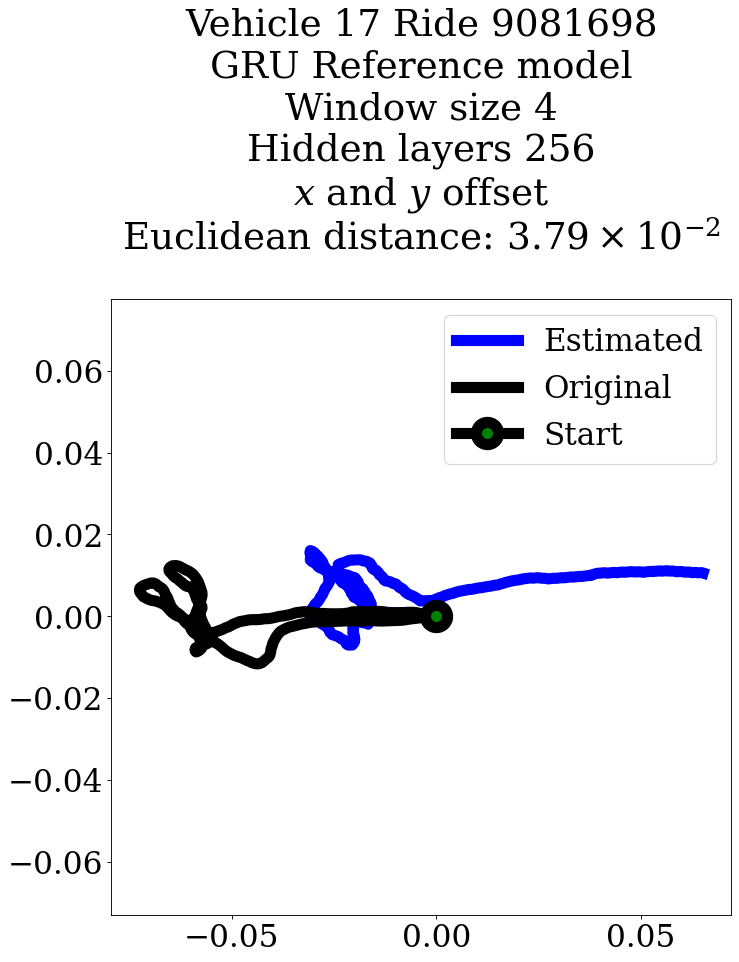 Vehicle 17 Ride 9081698
GRU Reference model
Window size 4
Hidden layers 256
x and y offset
Euclidean distance: 3.79 × 10⁻²
Estimated
Original
Start
0.06
0.04
0.02
0.00
−0.02
−0.04
−0.06
−0.05
0.00
0.05